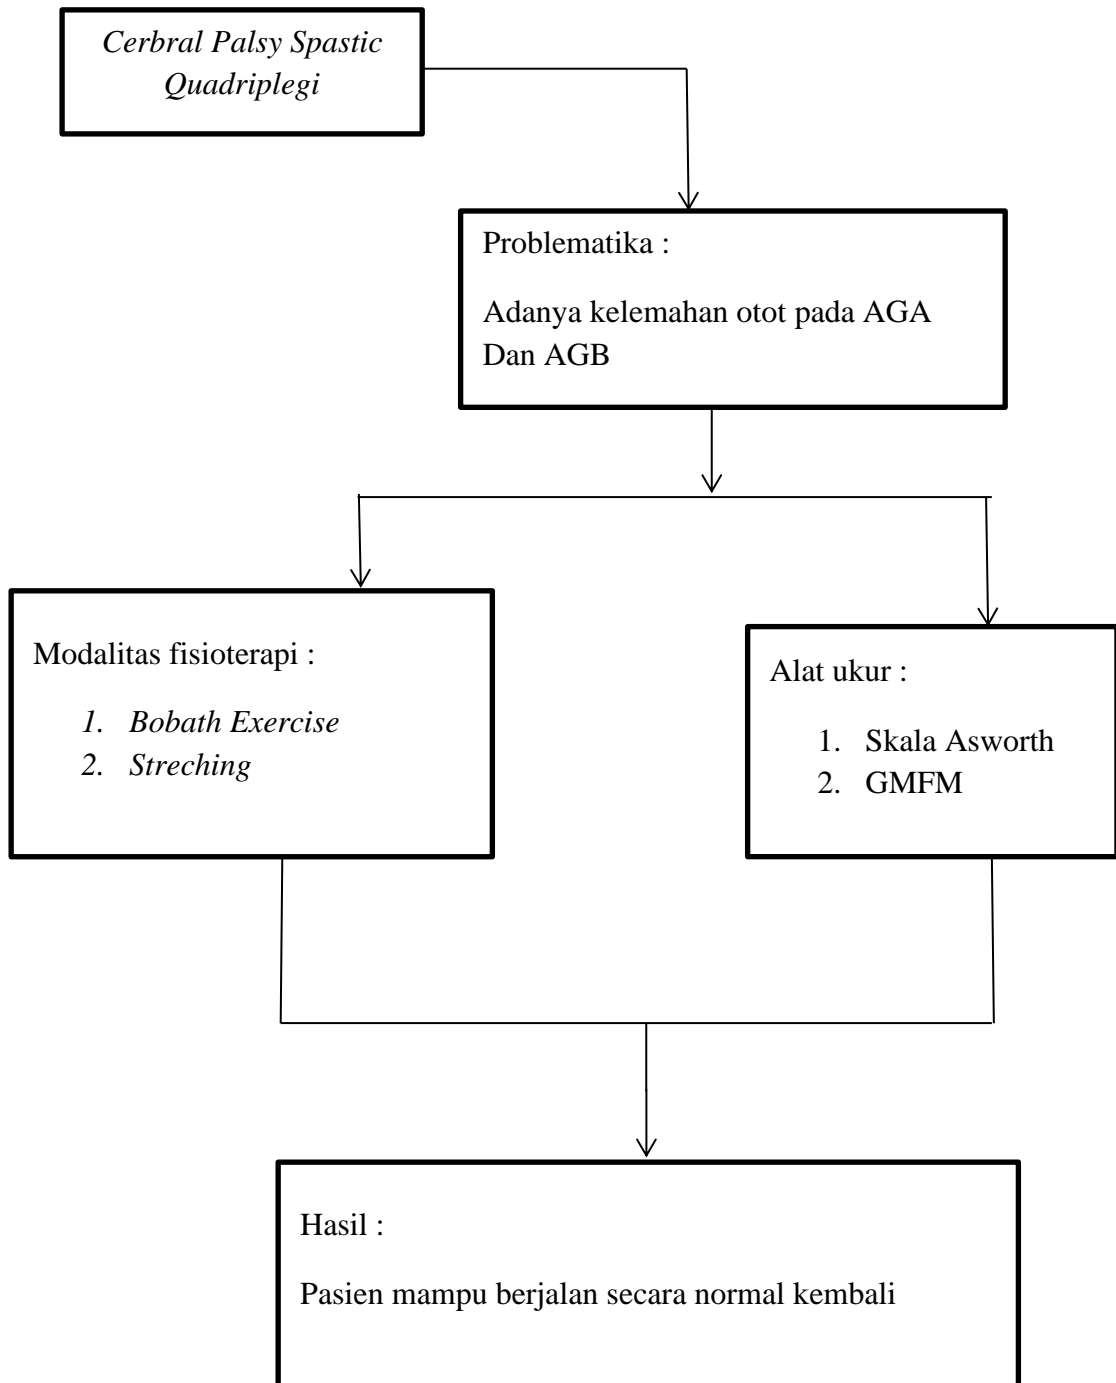 Cerbral Palsy Spastic
Quadriplegi
Problematika :
Adanya kelemahan otot pada AGA
Dan AGB
Modalitas fisioterapi :
1. Bobath Exercise
2. Streching
Alat ukur :
1. Skala Asworth
2. GMFM
Hasil :
Pasien mampu berjalan secara normal kembali